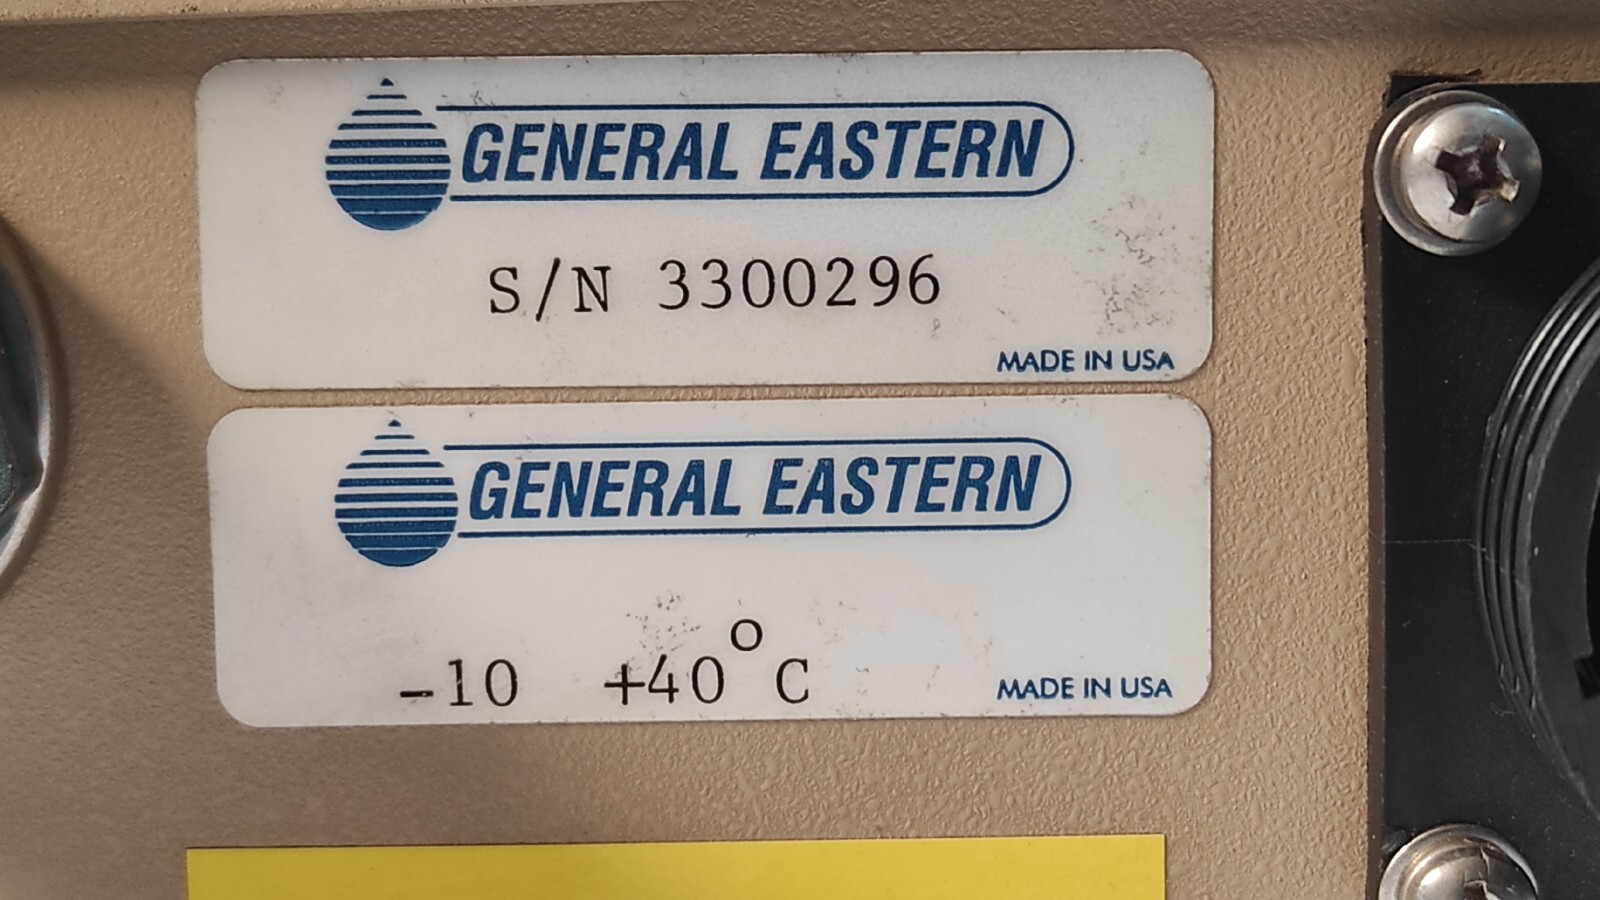 GENERAL EASTERN
S/N 3300296
MADE IN USA
GENERAL EASTERN
-10 +40°C
MADE IN USA